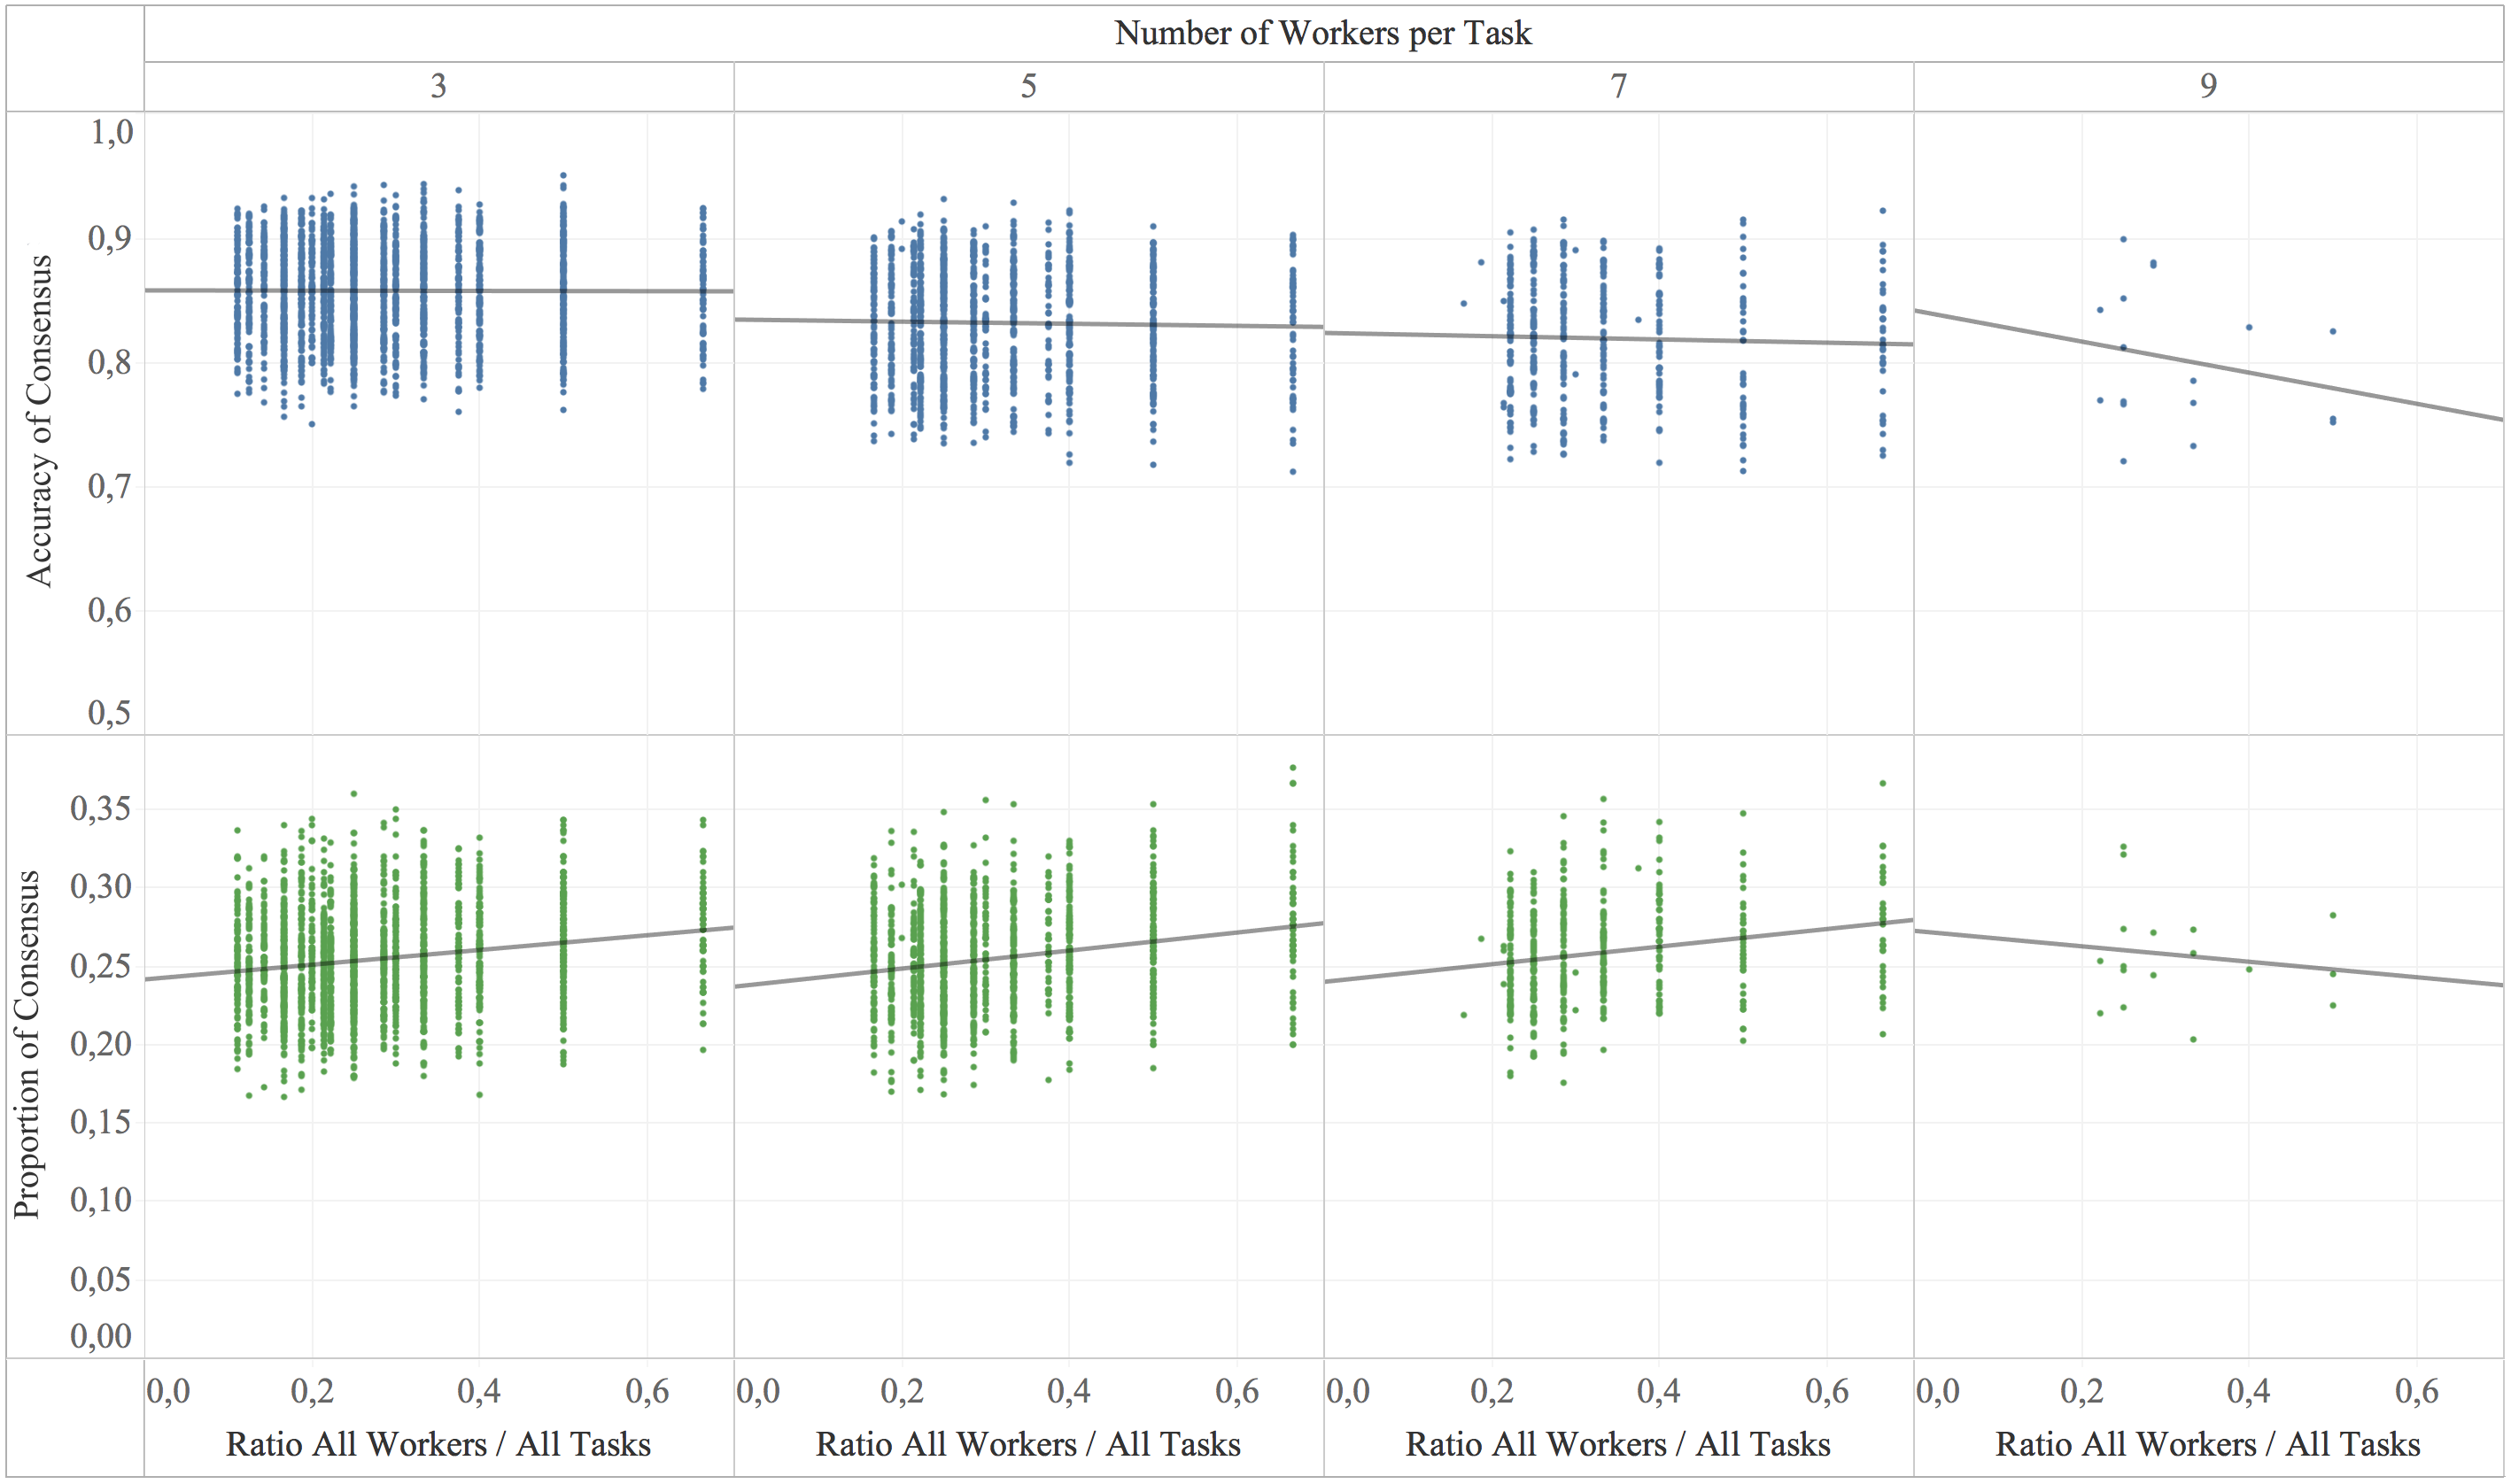 Number of Workers per Task
3 5 7 9
Accuracy of Consensus
1,0
0,9
0,8
0,7
0,6
0,5
Proportion of Consensus
0,35
0,30
0,25
0,20
0,15
0,10
0,05
0,00
0,0 0,2 0,4 0,6 0,0 0,2 0,4 0,6 0,0 0,2 0,4 0,6 0,0 0,2 0,4 0,6
Ratio All Workers / All Tasks Ratio All Workers / All Tasks Ratio All Workers / All Tasks Ratio All Workers / All Tasks